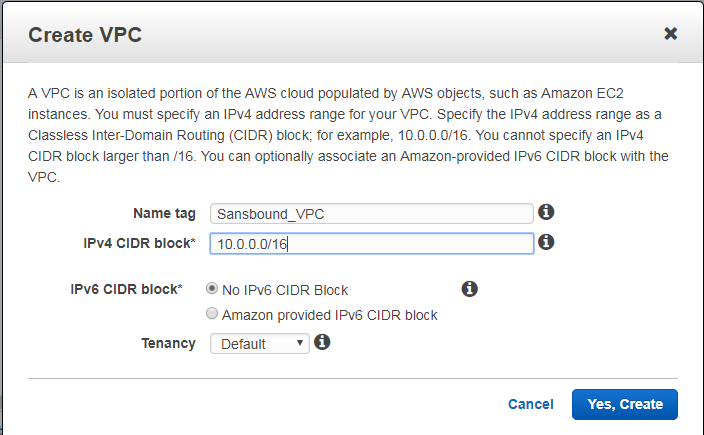 Create VPC
A VPC is an isolated portion of the AWS cloud populated by AWS objects, such as Amazon EC2
instances. You must specify an IPv4 address range for your VPC. Specify the IPv4 address range as a
Classless Inter-Domain Routing (CIDR) block; for example, 10.0.0.0/16. You cannot specify an IPv4
CIDR block larger than /16. You can optionally associate an Amazon-provided IPv6 CIDR block with the
VPC.
Name tag Sansbound_VPC
IPv4 CIDR block* 10.0.0.0/16
IPv6 CIDR block* No IPv6 CIDR Block
Amazon provided IPv6 CIDR block
Tenancy Default
Cancel Yes, Create